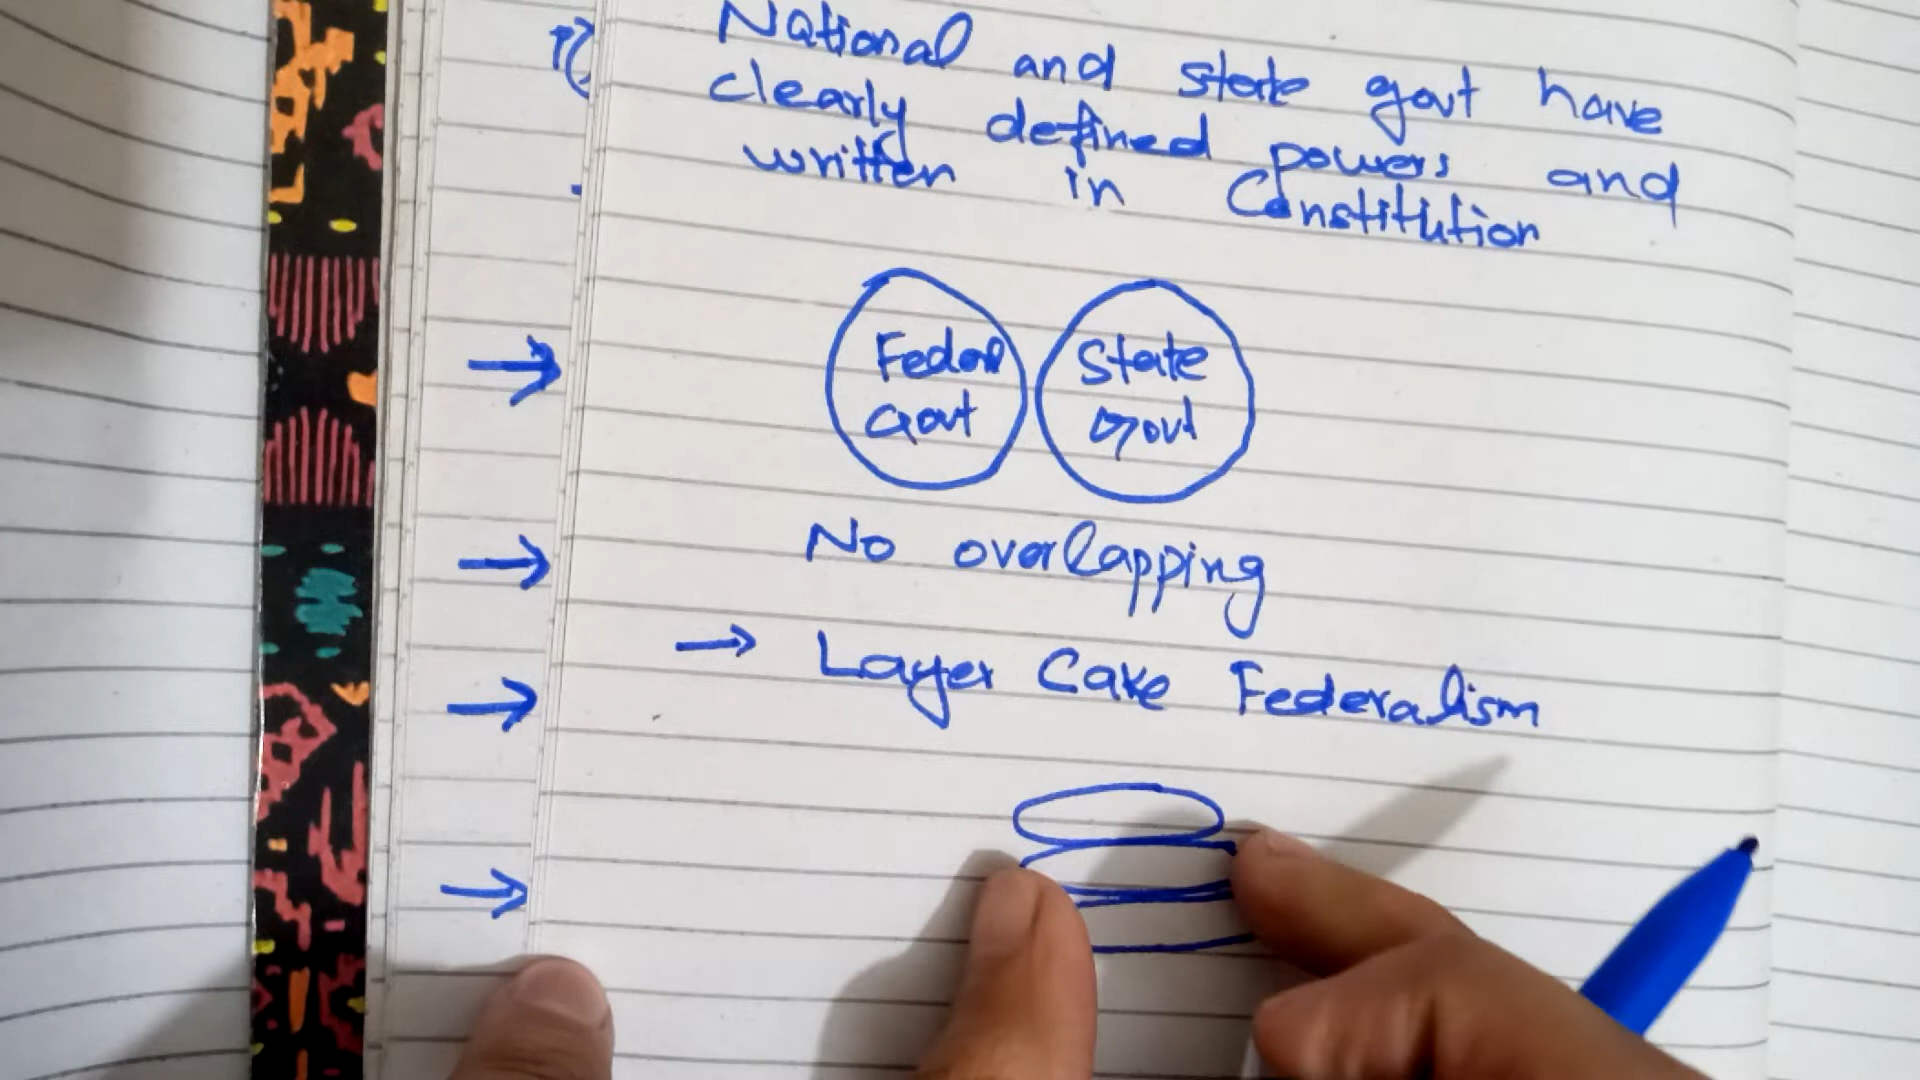 National and state govt have
clearly defined powers and
written in Constitution
Federal Govt
State govt
No overlapping
→ Layer Cake Federalism